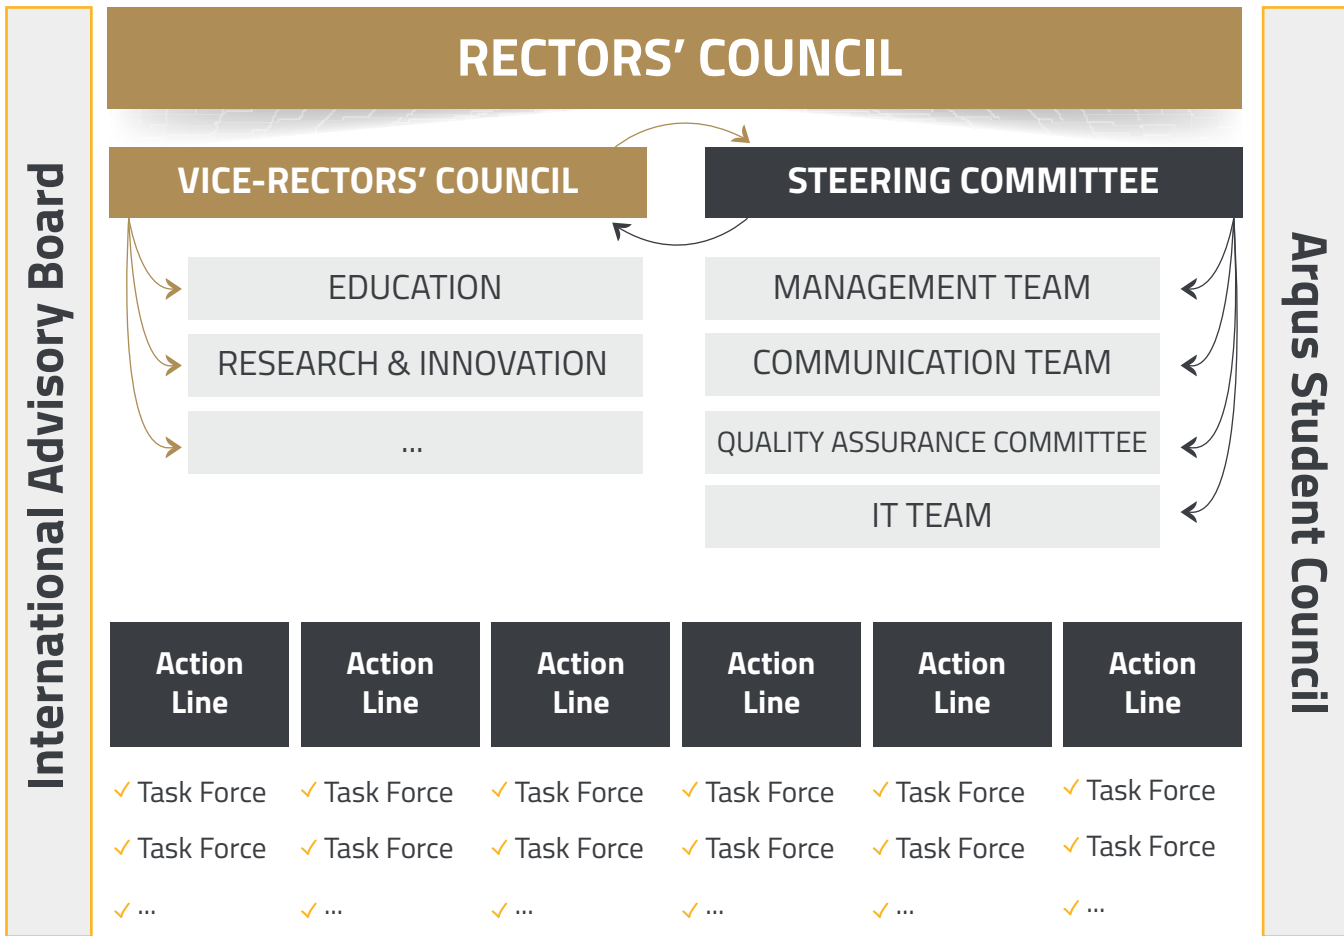 RECTORS’ COUNCIL
International Advisory Board
VICE-RECTORS’ COUNCIL
STEERING COMMITTEE
EDUCATION
RESEARCH & INNOVATION
...
MANAGEMENT TEAM
COMMUNICATION TEAM
QUALITY ASSURANCE COMMITTEE
IT TEAM
Arqus Student Council
Action
Line
Task Force
Task Force
...
Action
Line
Task Force
Task Force
...
Action
Line
Task Force
Task Force
...
Action
Line
Task Force
Task Force
...
Action
Line
Task Force
Task Force
...
Action
Line
Task Force
Task Force
...